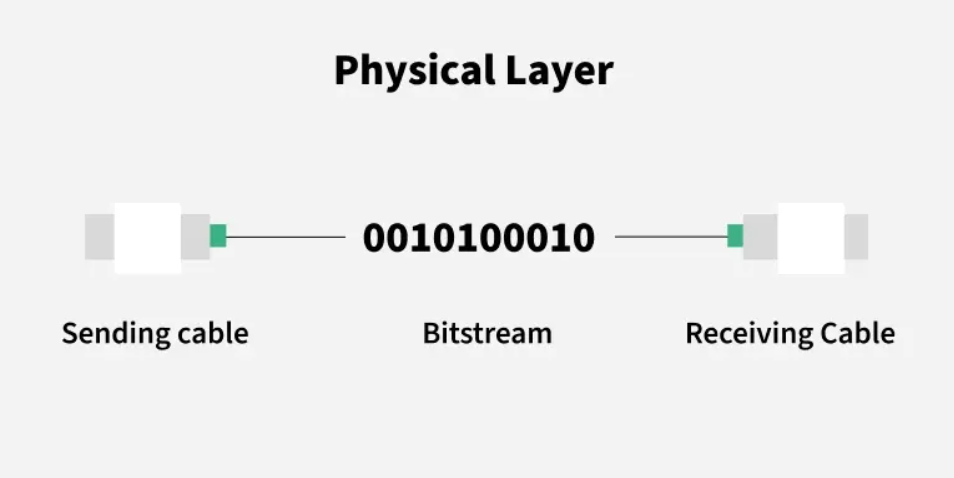 Physical Layer
0010100010
Sending cable
Bitstream
Receiving Cable